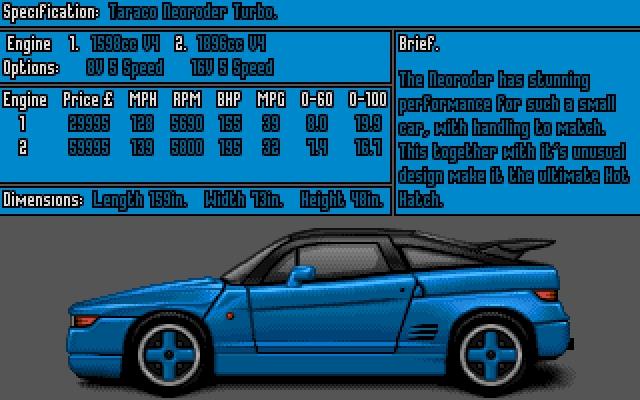 Specification: Taraco Neoroder Turbo.
Engine 1. 1598cc V4 2. 1896cc V4
Options: 8V 5 Speed 16V 5 Speed
Engine Price£ MPH RPM BHP MPG 0-60 0-100
1 29995 128 5690 155 39 8.0 19.9
2 59995 139 5800 195 32 7.4 16.7
Dimensions: Length 159in. Width 73in. Height 48in.
Brief.
The Neoroder has stunning
performance for such a small
car, with handling to match.
This together with it's unusual
design make it the ultimate Hot
Hatch.